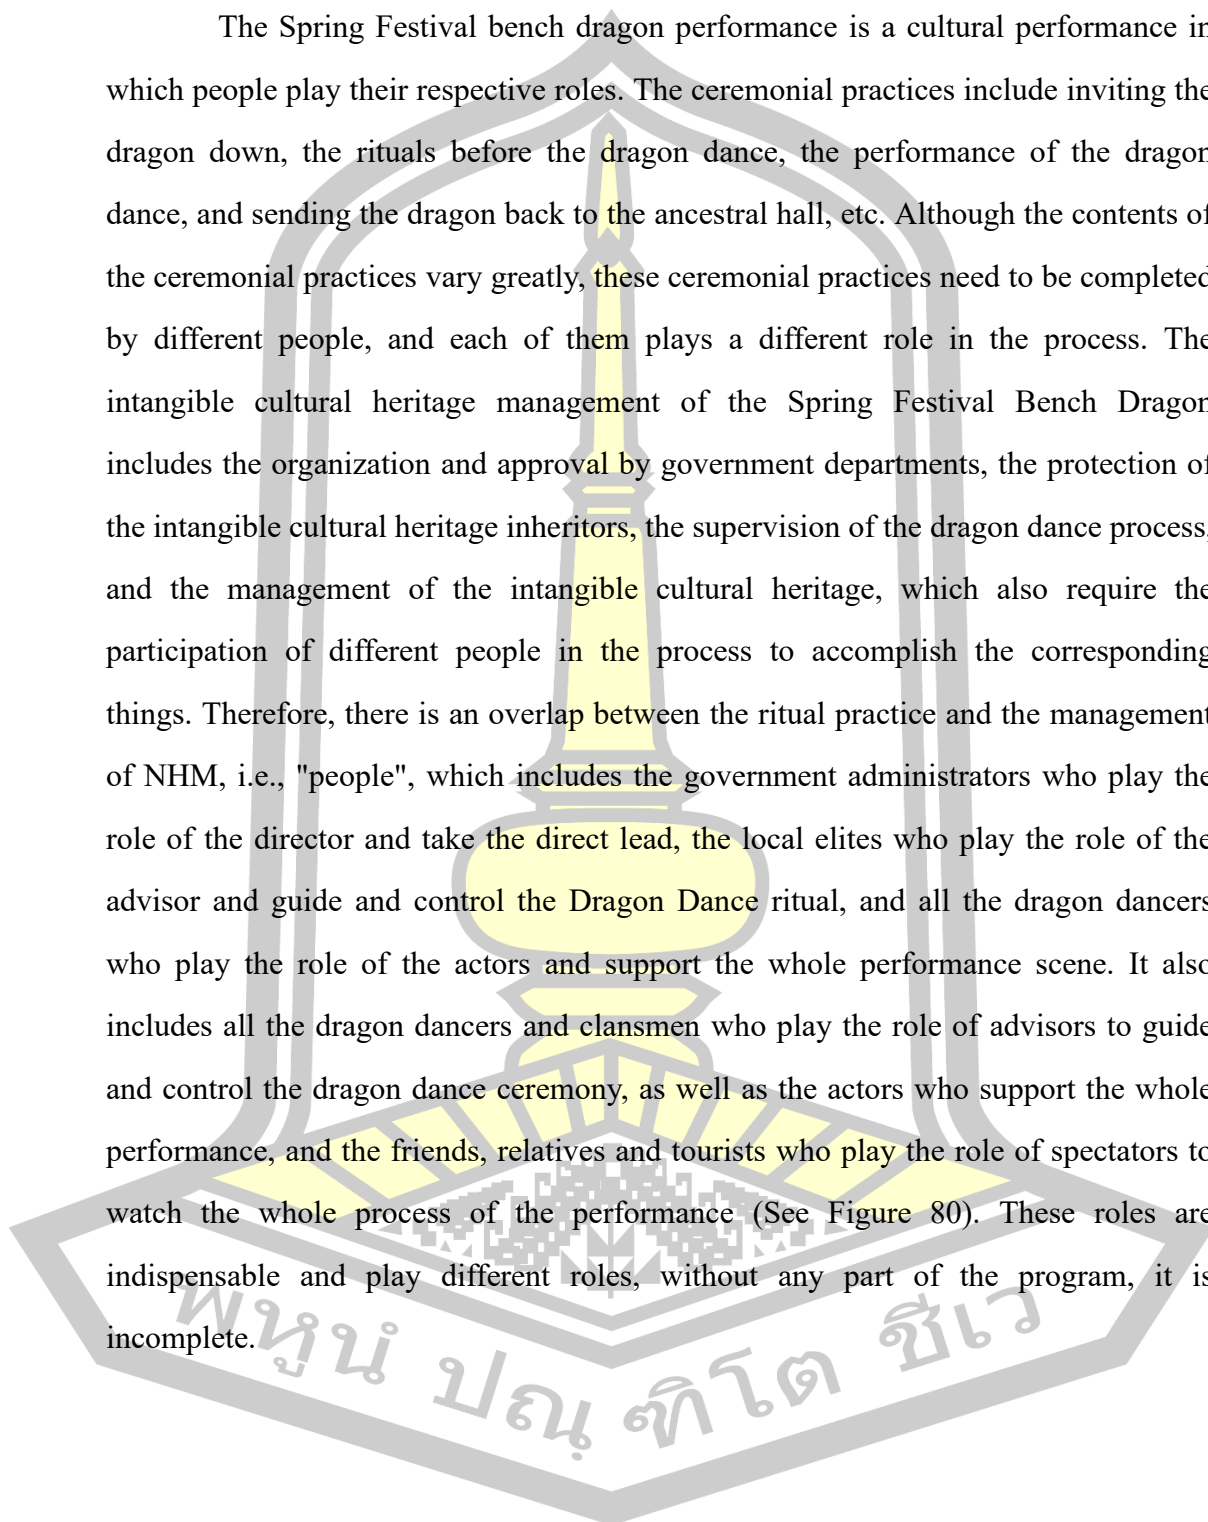 The Spring Festival bench dragon performance is a cultural performance in
which people play their respective roles. The ceremonial practices include inviting the
dragon down, the rituals before the dragon dance, the performance of the dragon
dance, and sending the dragon back to the ancestral hall, etc. Although the contents of
the ceremonial practices vary greatly, these ceremonial practices need to be completed
by different people, and each of them plays a different role in the process. The
intangible cultural heritage management of the Spring Festival Bench Dragon
includes the organization and approval by government departments, the protection of
the intangible cultural heritage inheritors, the supervision of the dragon dance process,
and the management of the intangible cultural heritage, which also require the
participation of different people in the process to accomplish the corresponding
things. Therefore, there is an overlap between the ritual practice and the management
of NHM, i.e., "people", which includes the government administrators who play the
role of the director and take the direct lead, the local elites who play the role of the
advisor and guide and control the Dragon Dance ritual, and all the dragon dancers
who play the role of the actors and support the whole performance scene. It also
includes all the dragon dancers and clansmen who play the role of advisors to guide
and control the dragon dance ceremony, as well as the actors who support the whole
performance, and the friends, relatives and tourists who play the role of spectators to
watch the whole process of the performance (See Figure 80). These roles are
indispensable and play different roles, without any part of the program, it is
incomplete.
พหูนํ ปณฺฑิโต ชีเว